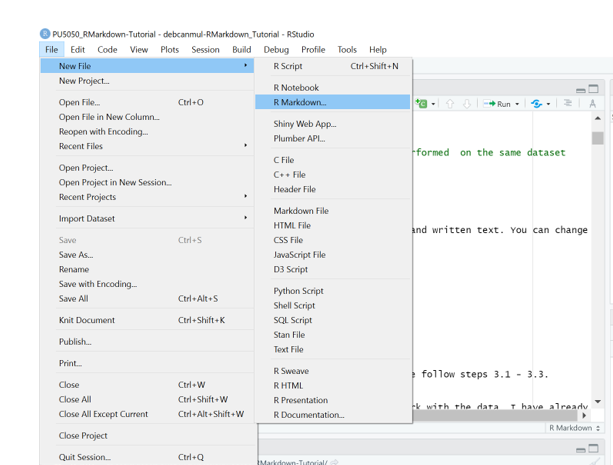 PU5050_RMarkdown-Tutorial - debcanmul-RMarkdown_Tutorial - RStudio
File Edit Code View Plots Session Build Debug Profile Tools Help
New File
New Project...
Open File... Ctrl+O
Open File in New Column...
Reopen with Encoding...
Recent Files
Open Project...
Open Project in New Session...
Recent Projects
Import Dataset
Save Ctrl+S
Save As...
Rename
Save with Encoding...
Save All Ctrl+Alt+S
Knit Document Ctrl+Shift+K
Publish...
Print...
Close Ctrl+W
Close All Ctrl+Shift+W
Close All Except Current Ctrl+Alt+Shift+W
Close Project
Quit Session... Ctrl+Q
R Script Ctrl+Shift+N
R Notebook
R Markdown...
Shiny Web App...
Plumber API...
C File
C++ File
Header File
Markdown File
HTML File
CSS File
JavaScript File
D3 Script
Python Script
Shell Script
SQL Script
Stan File
Text File
R Sweave
R HTML
R Presentation
R Documentation...
Run
rformed on the same dataset
and written text. You can change
e follow steps 3.1 - 3.3.
rk with the data. I have already
R Markdown
Markdown-Tutorial/